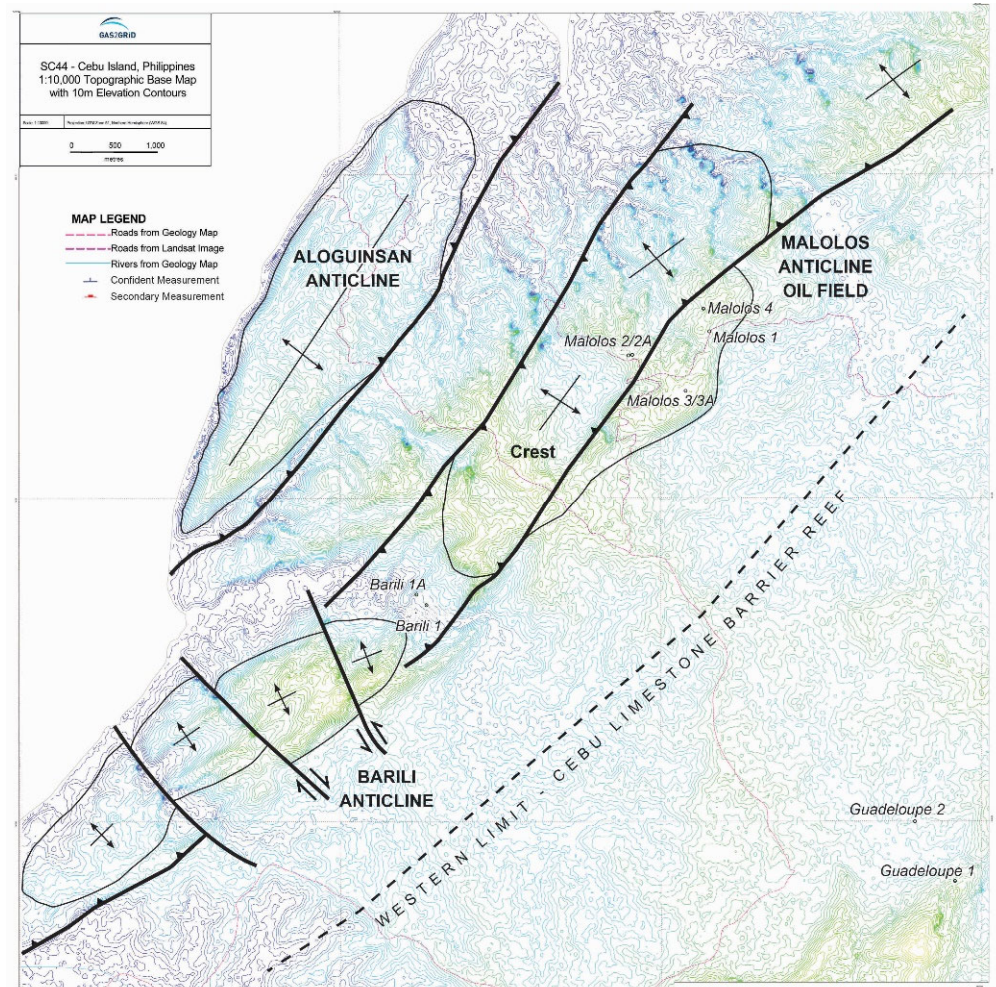 GAS2GRID
SC44 - Cebu Island, Philippines
1:10,000 Topographic Base Map
with 10m Elevation Contours
0 500 1,000
metres
MAP LEGEND
Roads from Geology Map
Roads from Landsat Image
Rivers from Geology Map
Confident Measurement
Secondary Measurement
ALOGUINSAN
ANTICLINE
MALOLOS
ANTICLINE
OIL FIELD
Malolos 4
Malolos 1
Malolos 2/2A
Malolos 3/3A
Crest
Barili 1A
Barili 1
BARILI
ANTICLINE
WESTERN LIMIT - CEBU LIMESTONE BARRIER REEF
Guadeloupe 2
Guadeloupe 1